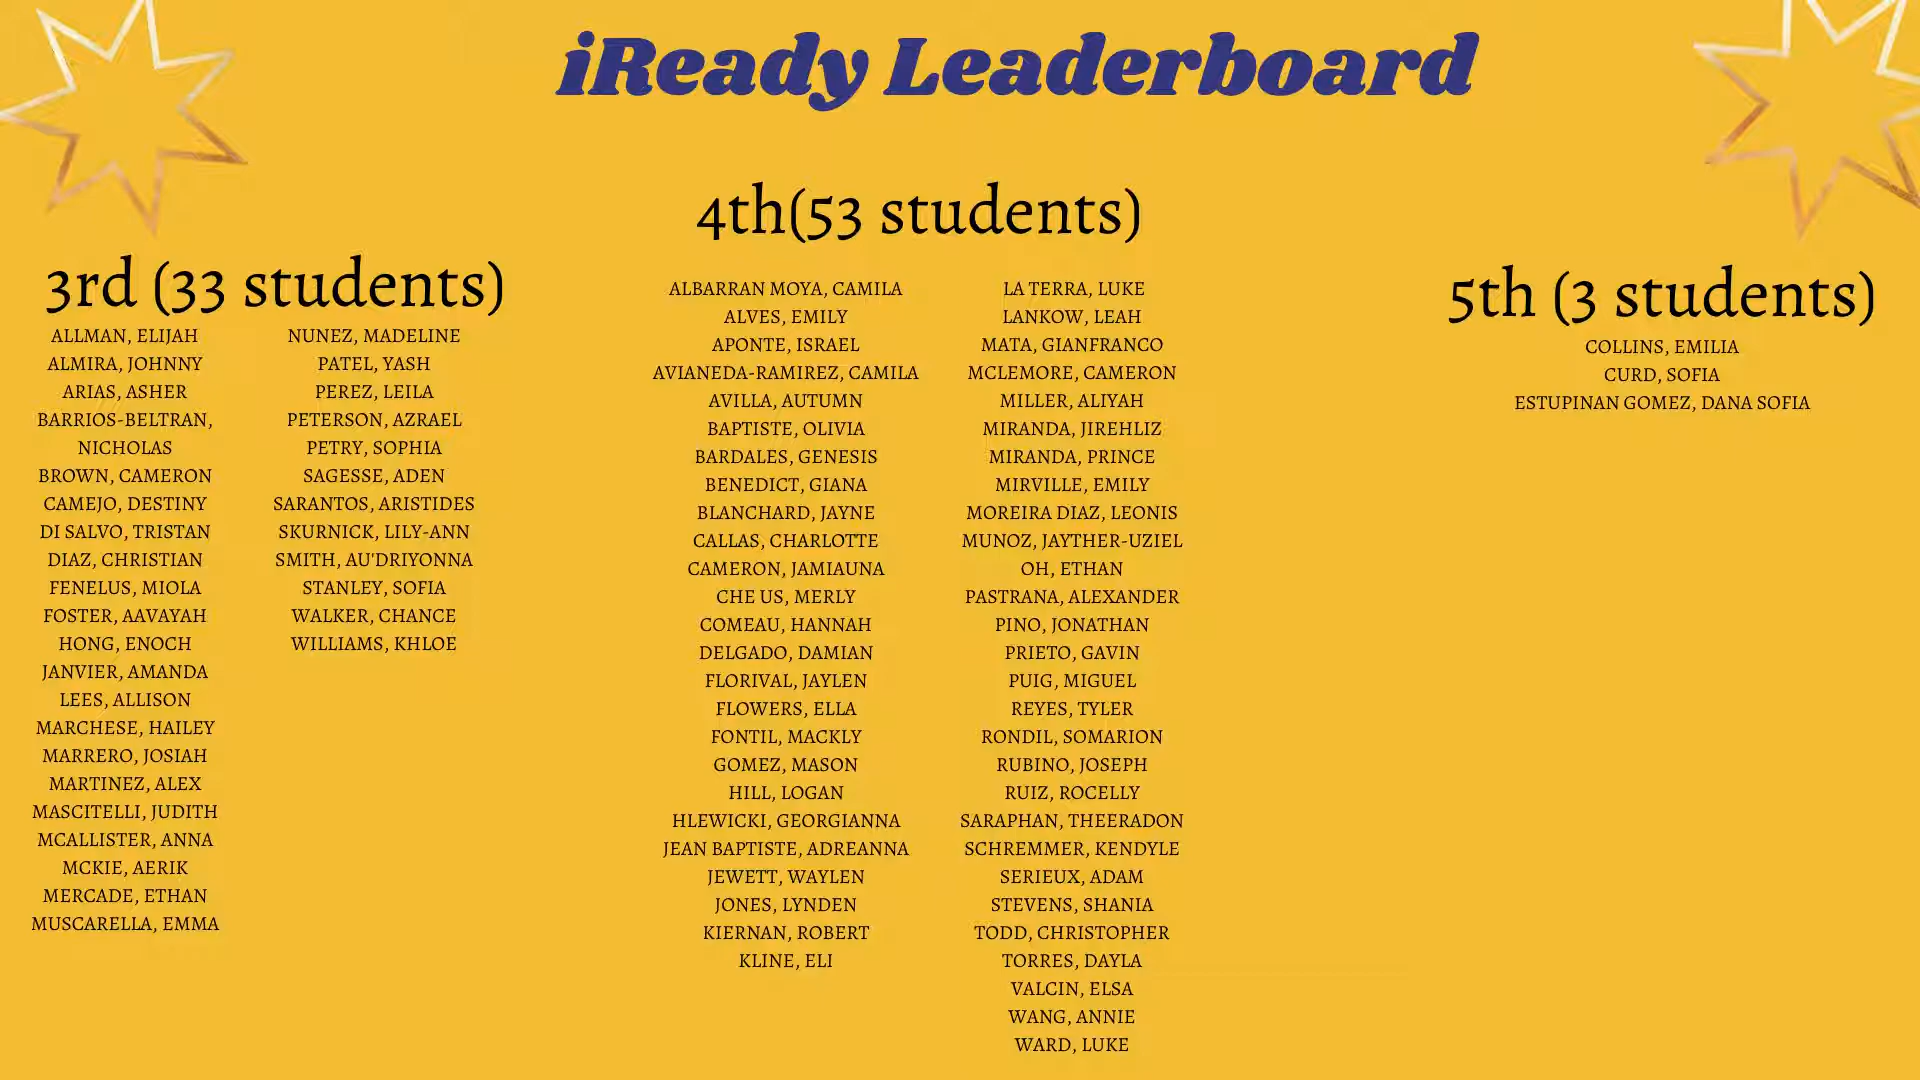 iReady Leaderboard
3rd (33 students)
ALLMAN, ELIJAH
ALMIRA, JOHNNY
ARIAS, ASHER
BARRIOS-BELTRAN,
NICHOLAS
BROWN, CAMERON
CAMEJO, DESTINY
DI SALVO, TRISTAN
DIAZ, CHRISTIAN
FENELUS, MIOLA
FOSTER, AAVAYAH
HONG, ENOCH
JANVIER, AMANDA
LEES, ALLISON
MARCHESE, HAILEY
MARRERO, JOSIAH
MARTINEZ, ALEX
MASCITELLI, JUDITH
MCALLISTER, ANNA
MCKIE, AERIK
MERCADE, ETHAN
MUSCARELLA, EMMA
NUNEZ, MADELINE
PATEL, YASH
PEREZ, LEILA
PETERSON, AZRAEL
PETRY, SOPHIA
SAGESSE, ADEN
SARANTOS, ARISTIDES
SKURNICK, LILY-ANN
SMITH, AU'DRIYONNA
STANLEY, SOFIA
WALKER, CHANCE
WILLIAMS, KHLOE
4th(53 students)
ALBARRAN MOYA, CAMILA
ALVES, EMILY
APONTE, ISRAEL
AVIANEDA-RAMIREZ, CAMILA
AVILLA, AUTUMN
BAPTISTE, OLIVIA
BARDALES, GENESIS
BENEDICT, GIANA
BLANCHARD, JAYNE
CALLAS, CHARLOTTE
CAMERON, JAMIAUNA
CHE US, MERLY
COMEAU, HANNAH
DELGADO, DAMIAN
FLORIVAL, JAYLEN
FLOWERS, ELLA
FONTIL, MACKLY
GOMEZ, MASON
HILL, LOGAN
HLEWICKI, GEORGIANNA
JEAN BAPTISTE, ADREANNA
JEWETT, WAYLEN
JONES, LYNDEN
KIERNAN, ROBERT
KLINE, ELI
LA TERRA, LUKE
LANKOW, LEAH
MATA, GIANFRANCO
MCLEMORE, CAMERON
MILLER, ALIYAH
MIRANDA, JIREHLIZ
MIRANDA, PRINCE
MIRVILLE, EMILY
MOREIRA DIAZ, LEONIS
MUNOZ, JAYTHER-UZIEL
OH, ETHAN
PASTRANA, ALEXANDER
PINO, JONATHAN
PRIETO, GAVIN
PUIG, MIGUEL
REYES, TYLER
RONDIL, SOMARION
RUBINO, JOSEPH
RUIZ, ROCELLY
SARAPHAN, THEERADON
SCHREMMER, KENDYLE
SERIEUX, ADAM
STEVENS, SHANIA
TODD, CHRISTOPHER
TORRES, DAYLA
VALCIN, ELSA
WANG, ANNIE
WARD, LUKE
5th (3 students)
COLLINS, EMILIA
CURD, SOFIA
ESTUPINAN GOMEZ, DANA SOFIA